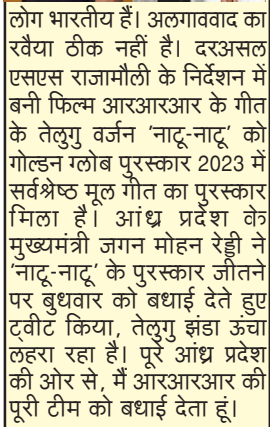 लोग भारतीय हैं। अलगाववाद का
रवैया ठीक नहीं है। दरअसल
एसएस राजामौली के निर्देशन में
बनी फिल्म आरआरआर के गीत
के तेलुगु वर्जन 'नाटू-नाटू' को
गोल्डन ग्लोब पुरस्कार 2023 में
सर्वश्रेष्ठ मूल गीत का पुरस्कार
मिला है। आंध्र प्रदेश के
मुख्यमंत्री जगन मोहन रेड्डी ने
'नाटू-नाटू' के पुरस्कार जीतने
पर बुधवार को बधाई देते हुए
ट्वीट किया, तेलुगु झंडा ऊंचा
लहरा रहा है। पूरे आंध्र प्रदेश
की ओर से, मैं आरआरआर की
पूरी टीम को बधाई देता हूं।